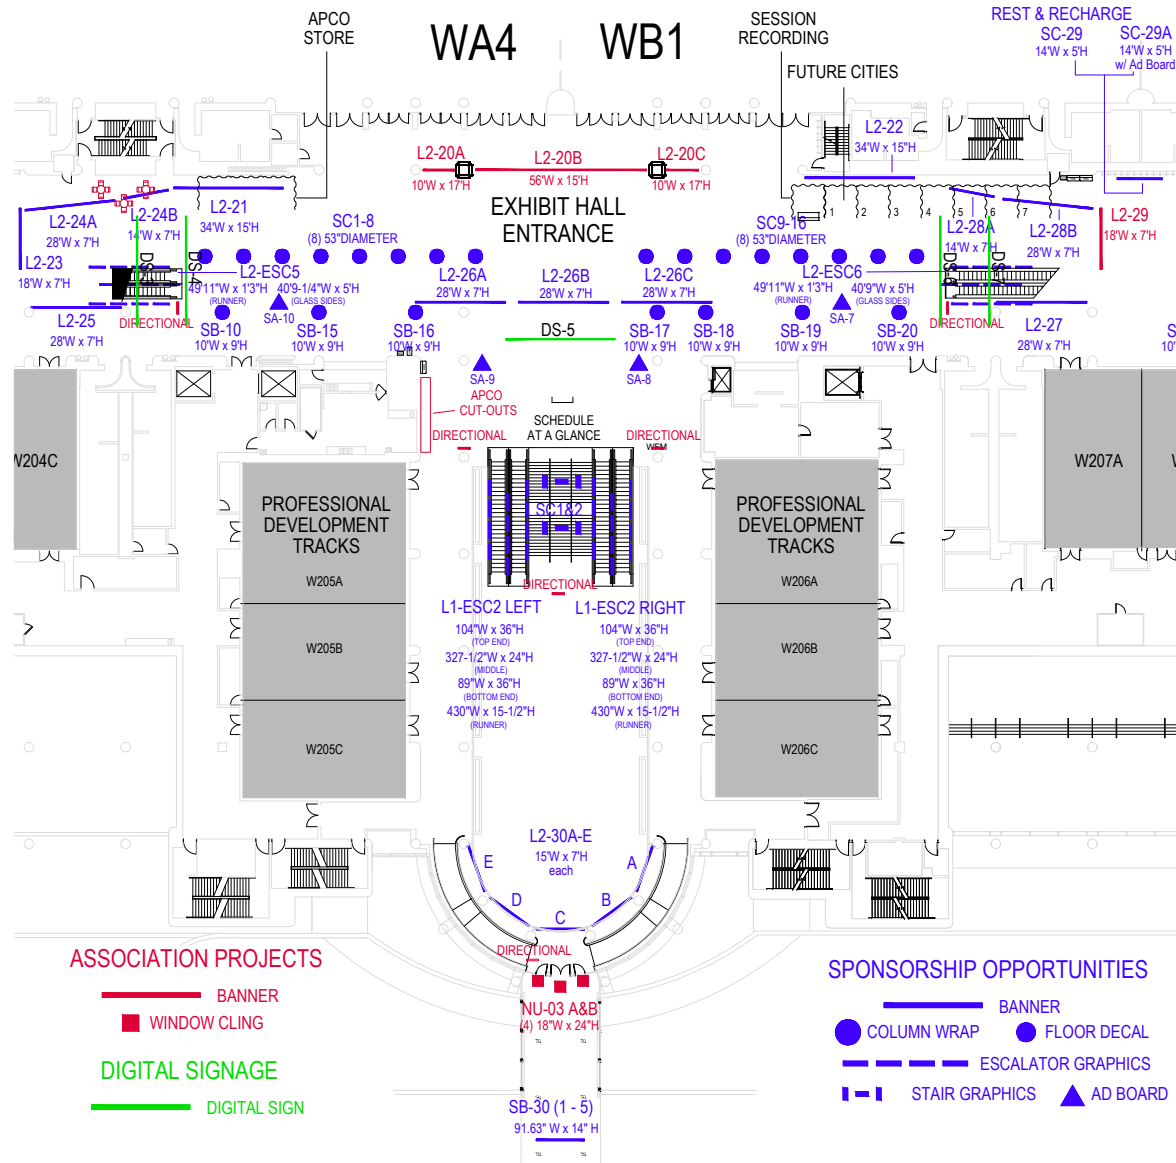 APCO
STORE
WA4
WB1
SESSION
RECORDING
FUTURE CITIES
REST & RECHARGE
SC-29
14'W x 5'H
SC-29A
14'W x 5'H
w/ Ad Board
L2-22
34'W x 15'H
L2-20A
10'W x 17'H
L2-20B
56'W x 15'H
L2-20C
10'W x 17'H
EXHIBIT HALL
ENTRANCE
L2-24A
28'W x 7'H
L2-24B
14'W x 7'H
L2-21
34'W x 15'H
SC1-8
(8) 53"DIAMETER
SC9-16
(8) 53"DIAMETER
1
2
3
4
5
6
7
L2-28A
14'W x 7'H
L2-28B
28'W x 7'H
L2-29
18'W x 7'H
L2-23
18'W x 7'H
DS-4
L2-ESC5
49'11"W x 1'3"H
(RUNNER)
40'9-1/4"W x 5'H
(GLASS SIDES)
SA-10
L2-26A
28'W x 7'H
L2-26B
28'W x 7'H
L2-26C
28'W x 7'H
L2-ESC6
49'11"W x 1'3"H
(RUNNER)
40'9"W x 5'H
(GLASS SIDES)
SA-7
L2-25
28'W x 7'H
DIRECTIONAL
SB-10
10'W x 9'H
SB-15
10'W x 9'H
SB-16
10'W x 9'H
DS-5
SB-17
10'W x 9'H
SB-18
10'W x 9'H
SB-19
10'W x 9'H
SB-20
10'W x 9'H
DIRECTIONAL
L2-27
28'W x 7'H
SA-9
SA-8
APCO
CUT-OUTS
SCHEDULE
AT A GLANCE
DIRECTIONAL
DIRECTIONAL
W204C
W207A
PROFESSIONAL
DEVELOPMENT
TRACKS
W205A
W205B
W205C
SC1&2
DIRECTIONAL
PROFESSIONAL
DEVELOPMENT
TRACKS
W206A
W206B
W206C
L1-ESC2 LEFT
104"W x 36"H
(TOP END)
327-1/2"W x 24"H
(MIDDLE)
89"W x 36"H
(BOTTOM END)
430"W x 15-1/2"H
(RUNNER)
L1-ESC2 RIGHT
104"W x 36"H
(TOP END)
327-1/2"W x 24"H
(MIDDLE)
89"W x 36"H
(BOTTOM END)
430"W x 15-1/2"H
(RUNNER)
L2-30A-E
15'W x 7'H
each
E
D
C
B
A
DIRECTIONAL
NU-03 A&B
(4) 18"W x 24"H
SB-30 (1 - 5)
91.63" W x 14" H
ASSOCIATION PROJECTS
BANNER
WINDOW CLING
DIGITAL SIGNAGE
DIGITAL SIGN
SPONSORSHIP OPPORTUNITIES
BANNER
COLUMN WRAP
FLOOR DECAL
ESCALATOR GRAPHICS
STAIR GRAPHICS
AD BOARD